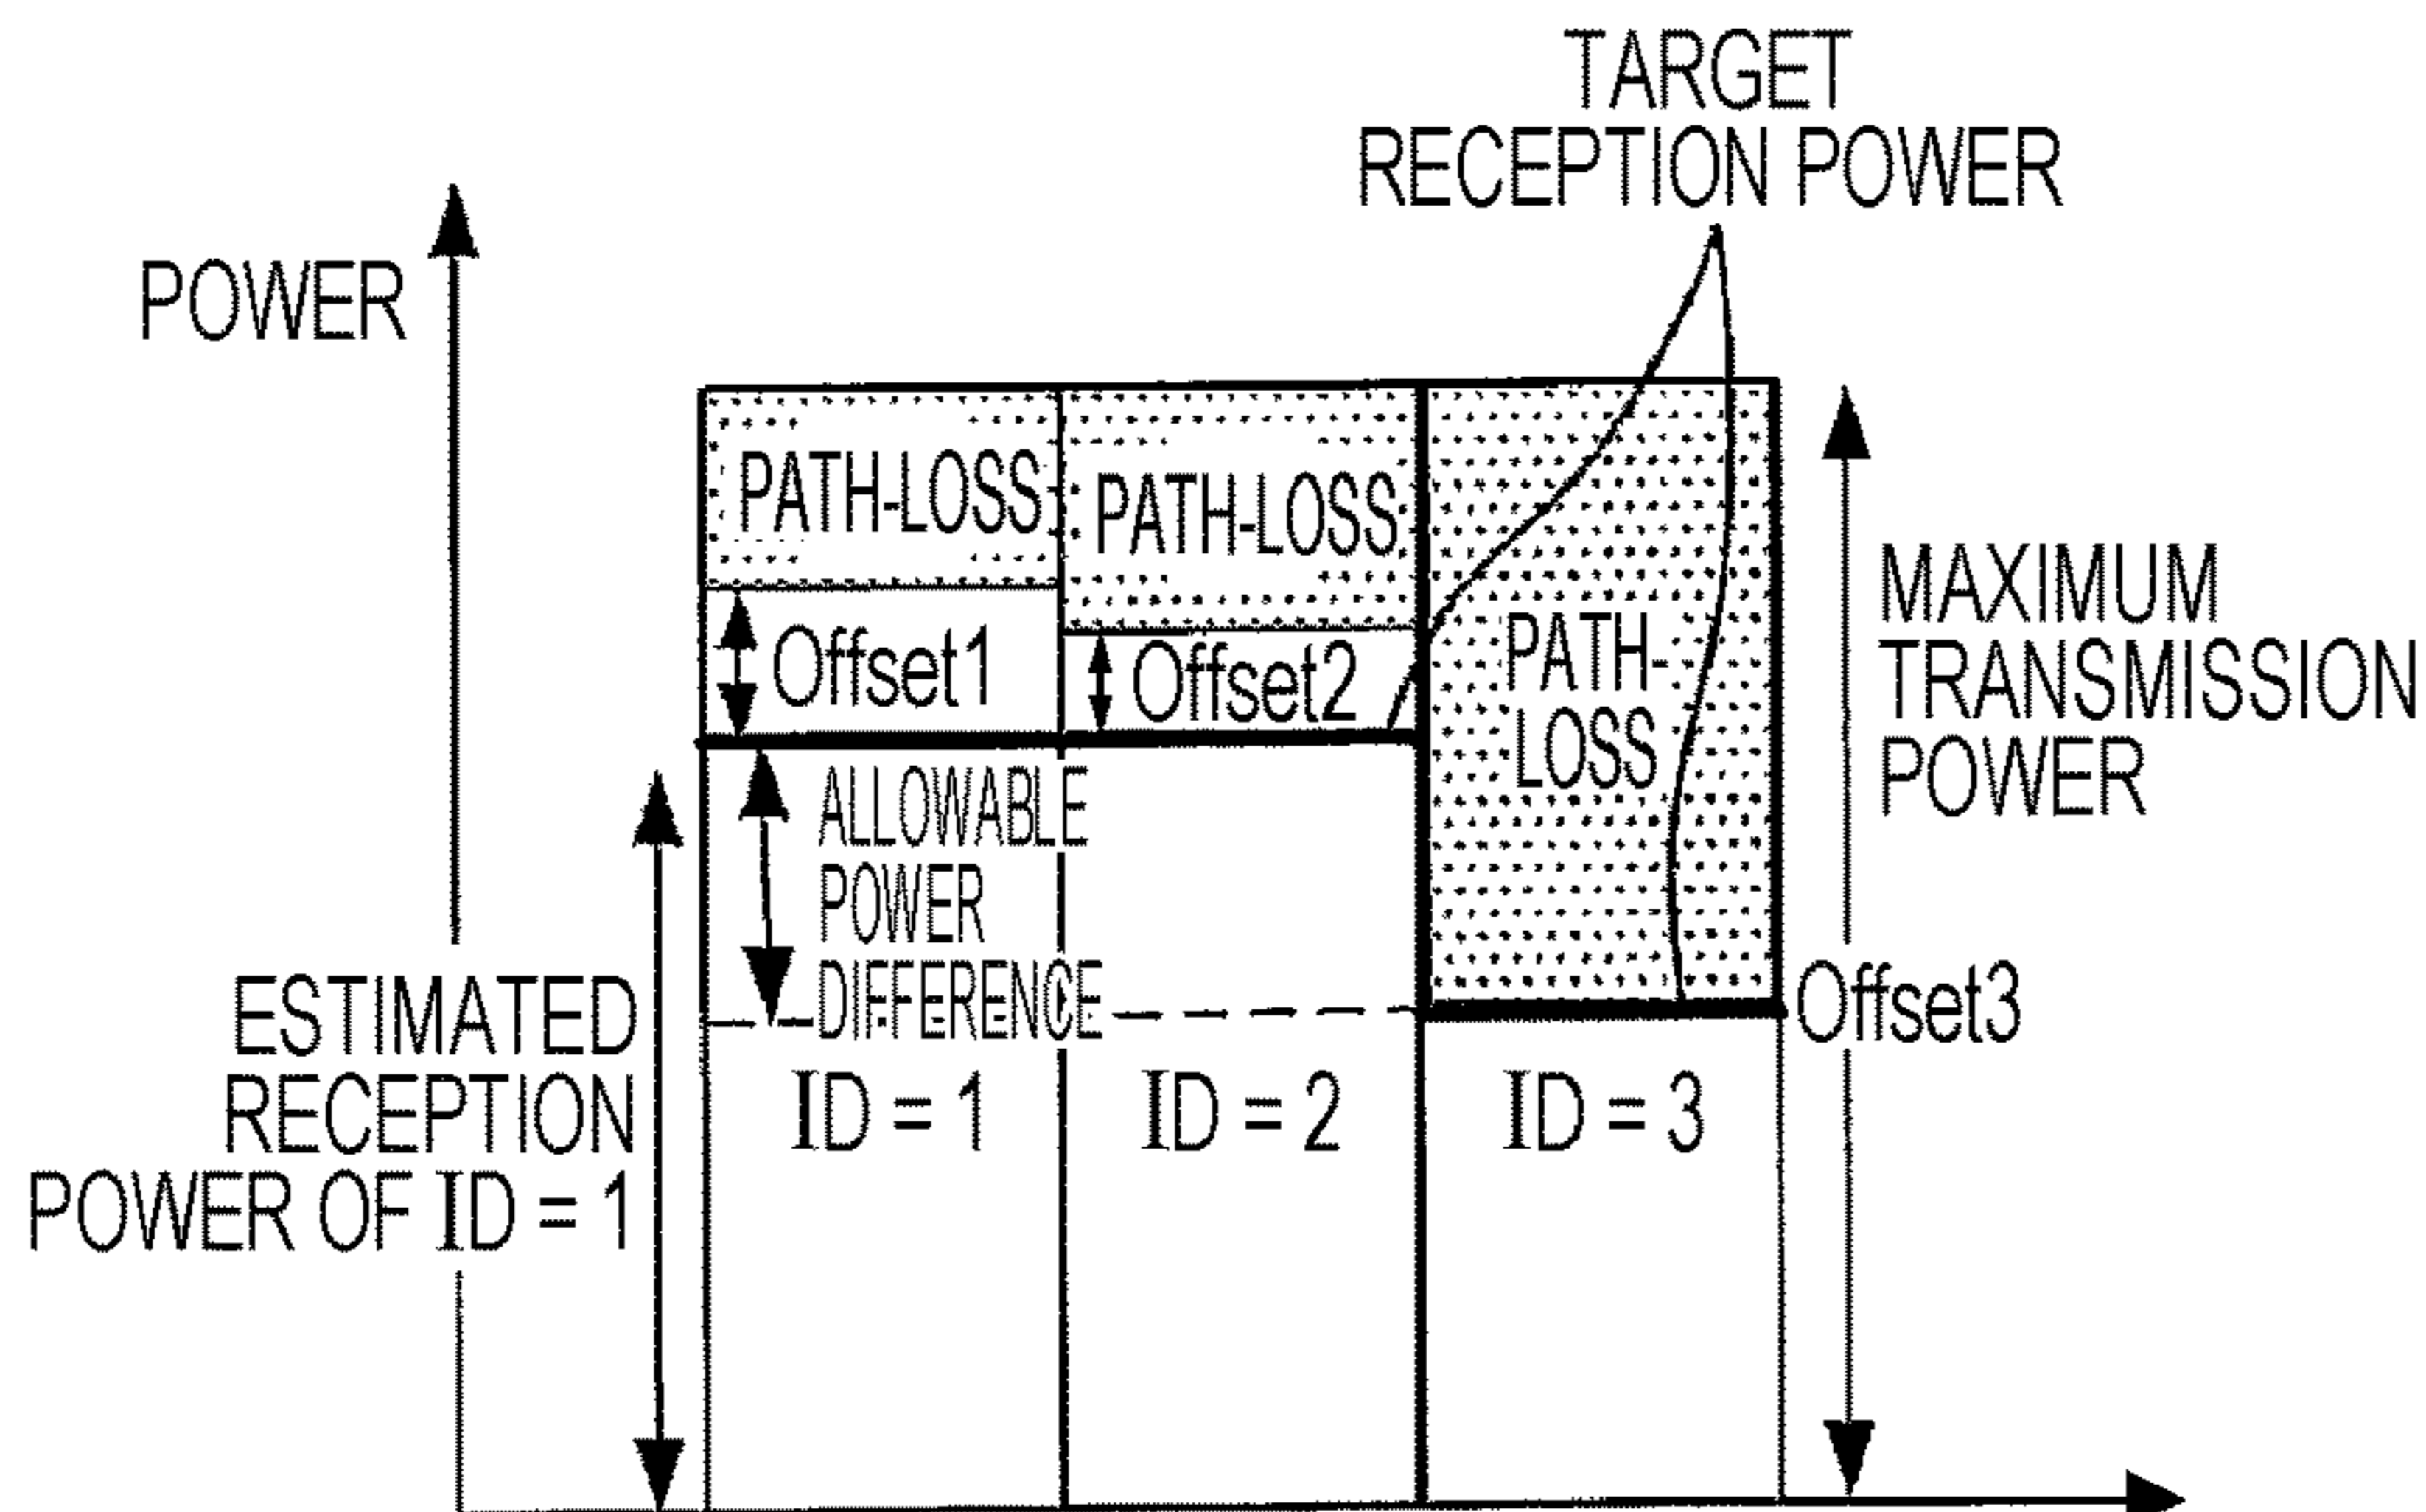 TARGET
RECEPTION POWER
POWER
PATH-LOSS
PATH-LOSS
PATH-
LOSS
Offset1
Offset2
MAXIMUM
TRANSMISSION
POWER
ALLOWABLE
POWER
DIFFERENCE
Offset3
ESTIMATED
RECEPTION
POWER OF ID = 1
ID = 1
ID = 2
ID = 3